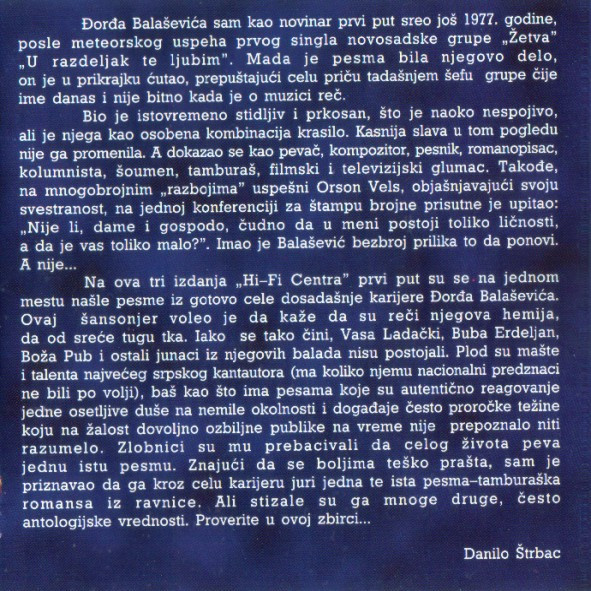 Đorđa Balaševića sam kao novinar prvi put sreo još 1977. godine,
posle meteorskog uspeha prvog singla novosadske grupe „Žetva"
„U razdeljak te ljubim". Mada je pesma bila njegovo delo,
on je u prikrajku ćutao, prepuštajući celu priču tadašnjem šefu grupe čije
ime danas i nije bitno kada je o muzici reč.
Bio je istovremeno stidljiv i prkosan, što je naoko nespojivo,
ali je njega kao osobena kombinacija krasilo. Kasnija slava u tom pogledu
nije ga promenila. A dokazao se kao pevač, kompozitor, pesnik, romanopisac,
kolumnista, šoumen, tamburaš, filmski i televizijski glumac. Takođe,
na mnogobrojnim „razbojima" uspešni Orson Vels, objašnjavajući svoju
svestranost, na jednoj konferenciji za štampu brojne prisutne je upitao:
„Nije li, dame i gospodo, čudno da u meni postoji toliko ličnosti,
a da je vas toliko malo?". Imao je Balašević bezbroj prilika to da ponovi.
A nije...
Na ova tri izdanja „Hi-Fi Centra" prvi put su se na jednom
mestu našle pesme iz gotovo cele dosadašnje karijere Đorđa Balaševića.
Ovaj šansonjer voleo je da kaže da su reči njegova hemija,
da od sreće tugu tka. Iako se tako čini, Vasa Ladački, Buba Erdeljan,
Boža Pub i ostali junaci iz njegovih balada nisu postojali. Plod su mašte
i talenta najvećeg srpskog kantautora (ma koliko njemu nacionalni predznaci
ne bili po volji), baš kao što ima pesama koje su autentično reagovanje
jedne osetljive duše na nemile okolnosti i događaje često proročke težine
koju na žalost dovoljno ozbiljne publike na vreme nije prepoznalo niti
razumelo. Zlobnici su mu prebacivali da celog života peva
jednu istu pesmu. Znajući da se boljima teško prašta, sam je
priznavao da ga kroz celu karijeru juri jedna te ista pesma-tamburaška
romansa iz ravnice. Ali stizale su ga mnoge druge, često
antologijske vrednosti. Proverite u ovoj zbirci...
Danilo Štrbac